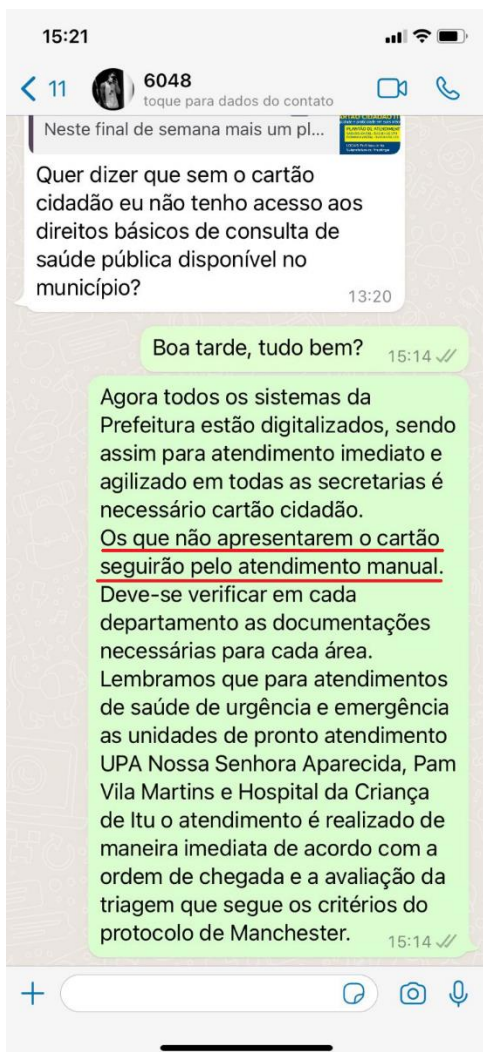 15:21
11
6048
toque para dados do contato
Neste final de semana mais um pl...
PLANTÃO DE ATENDIMENTO
Quer dizer que sem o cartão
cidadão eu não tenho acesso aos
direitos básicos de consulta de
saúde pública disponível no
município?
13:20
Boa tarde, tudo bem?
15:14
Agora todos os sistemas da
Prefeitura estão digitalizados, sendo
assim para atendimento imediato e
agilizado em todas as secretarias é
necessário cartão cidadão.
Os que não apresentarem o cartão
seguirão pelo atendimento manual.
Deve-se verificar em cada
departamento as documentações
necessárias para cada área.
Lembramos que para atendimentos
de saúde de urgência e emergência
as unidades de pronto atendimento
UPA Nossa Senhora Aparecida, Pam
Vila Martins e Hospital da Criança
de Itu o atendimento é realizado de
maneira imediata de acordo com a
ordem de chegada e a avaliação da
triagem que segue os critérios do
protocolo de Manchester.
15:14